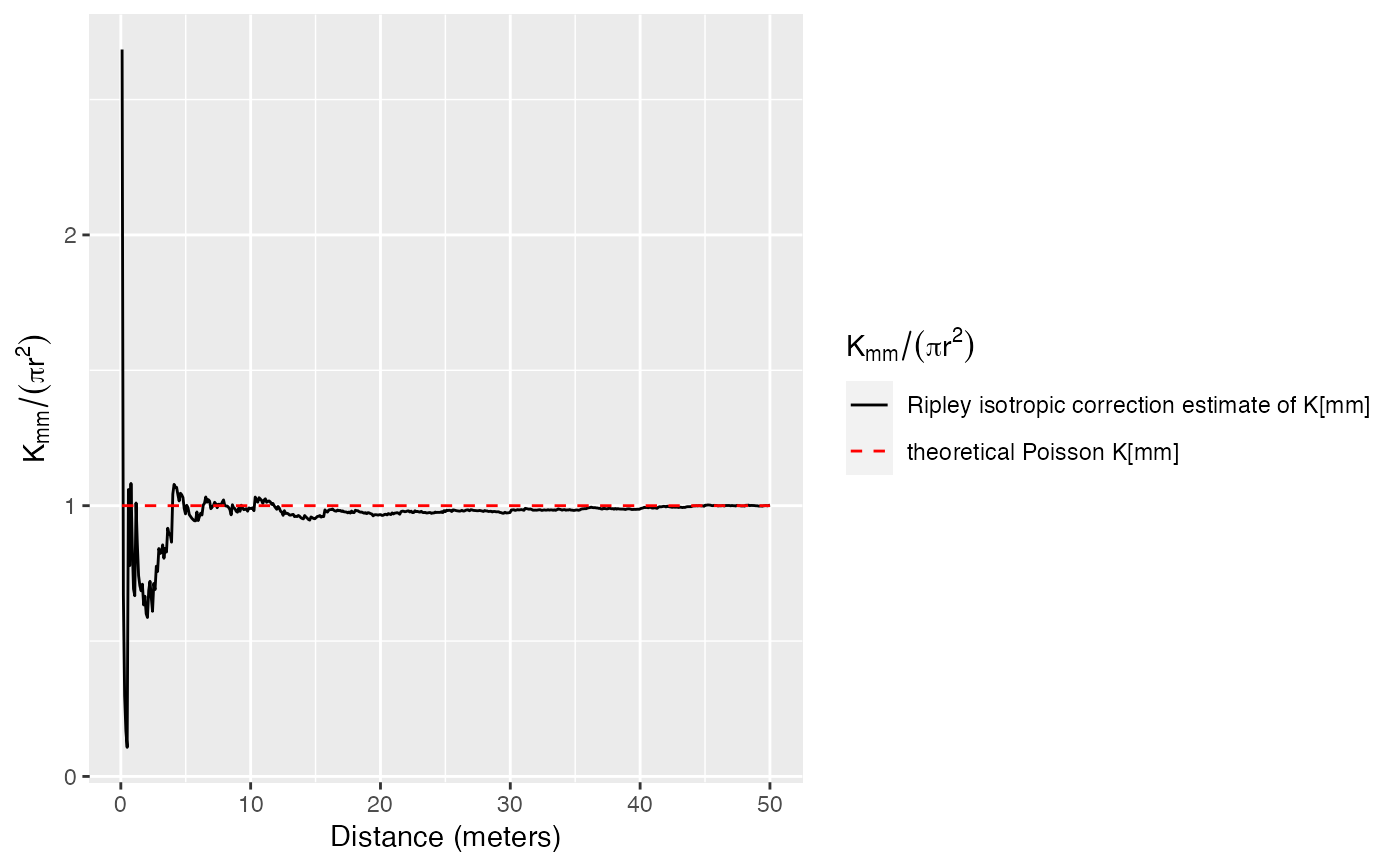 2
1
0
0 10 20 30 40 50
Distance (meters)
Kmm/(πr²)
Kmm/(πr²)
Ripley isotropic correction estimate of K[mm]
theoretical Poisson K[mm]